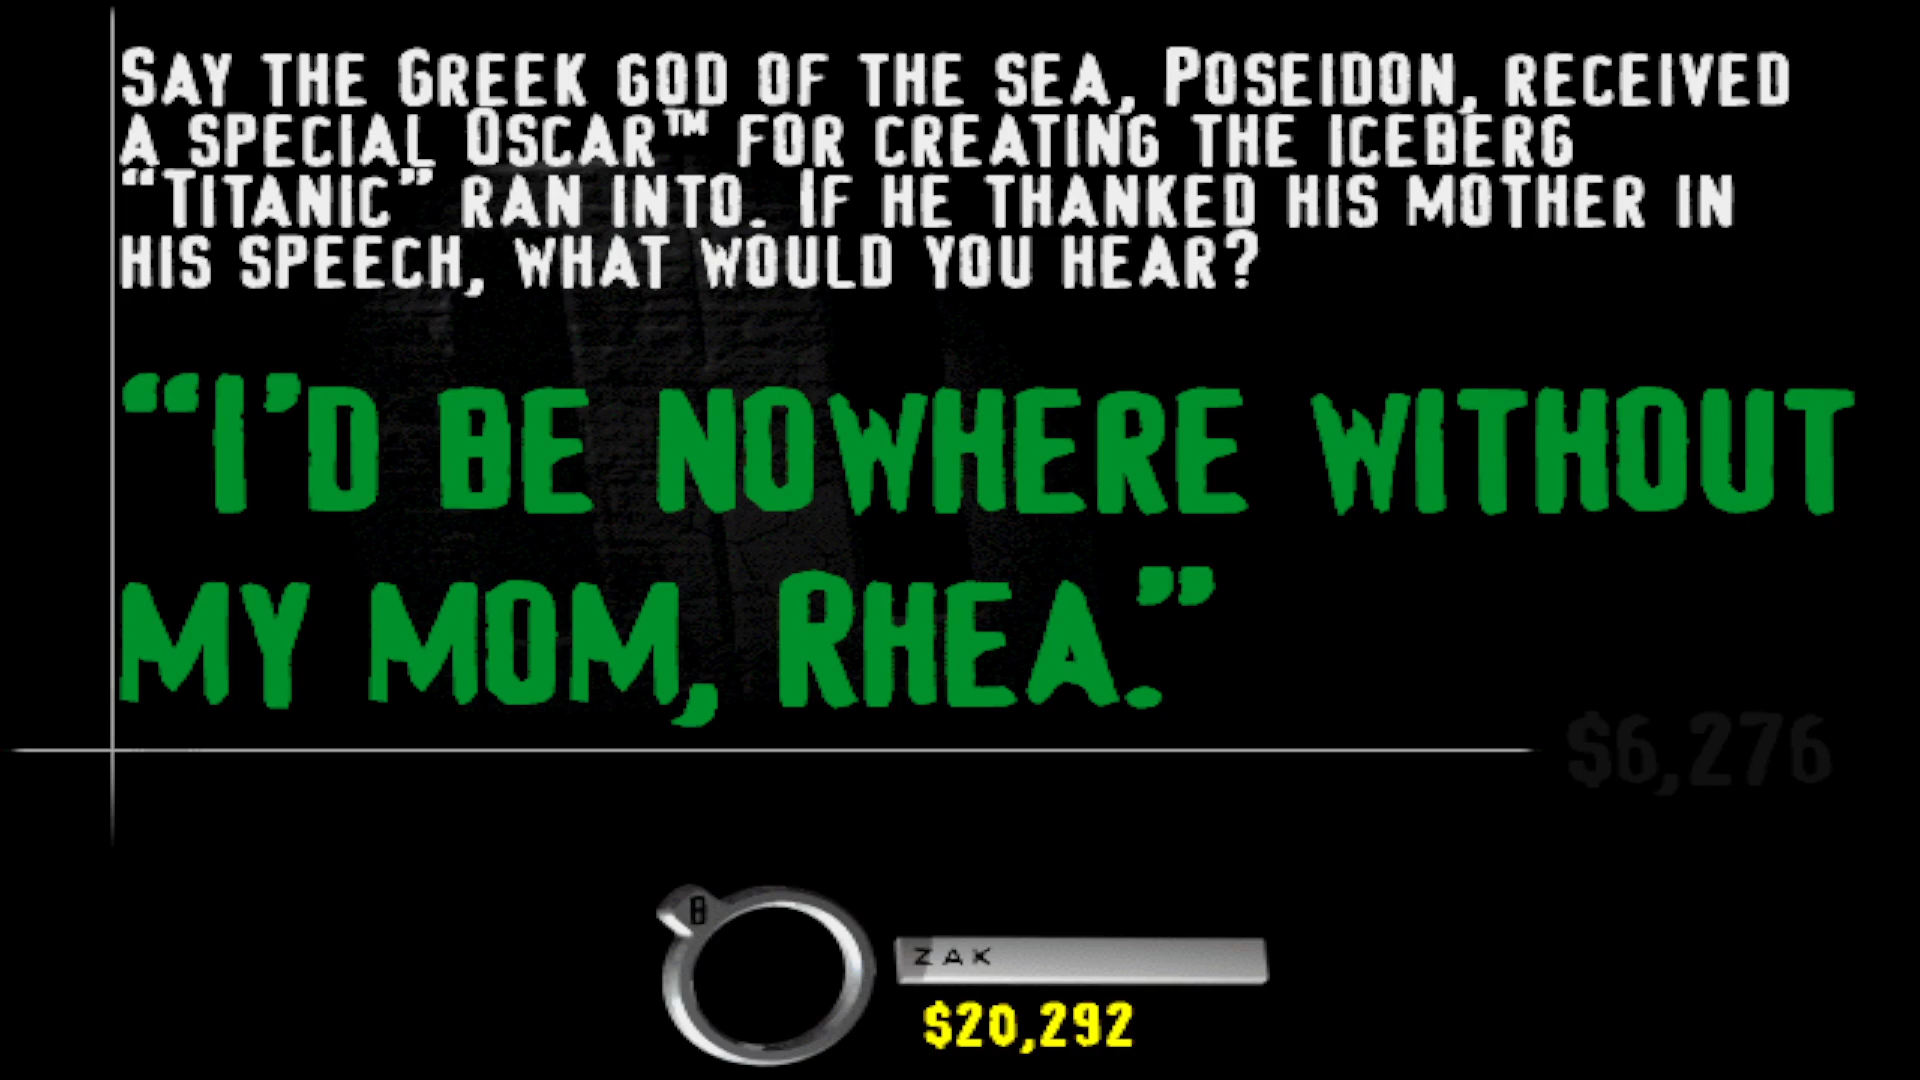 Say the Greek god of the sea, Poseidon, received
a special Oscar™ for creating the iceberg
“Titanic” ran into. If he thanked his mother in
his speech, what would you hear?
“I’d be nowhere without
my mom, Rhea.”
$6,276
B
ZAK
$20,292